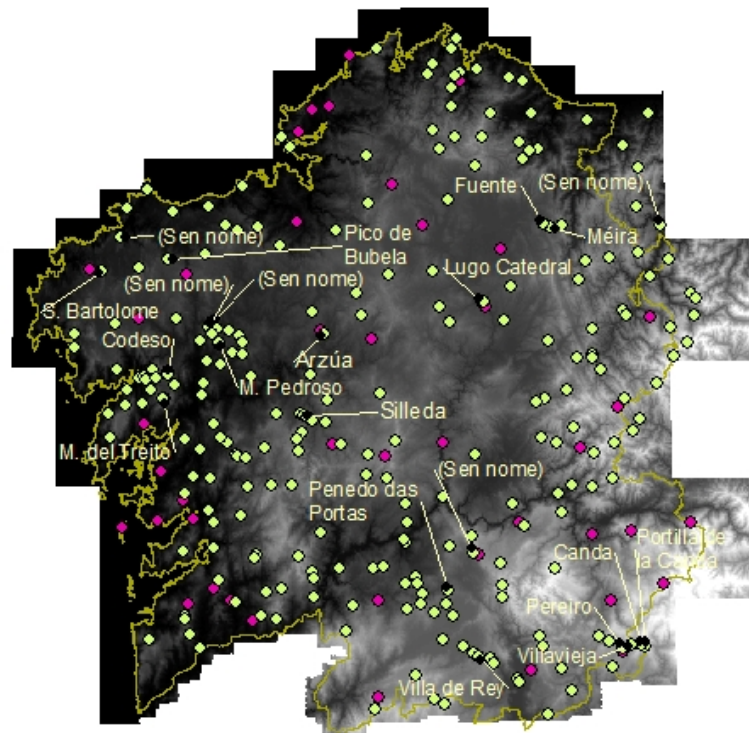 Fuente
(Sen nome)
(Sen nome)
Pico de
Bubela
Méira
(Sen nome)
(Sen nome)
Lugo Catedral
S. Bartolome
Codeso
Arzúa
M. Pedroso
Silleda
M. del Treito
(Sen nome)
Penedo das
Portas
Portilla de
la Canda
Canda
Pereiro
Villavieja
Villa de Rey